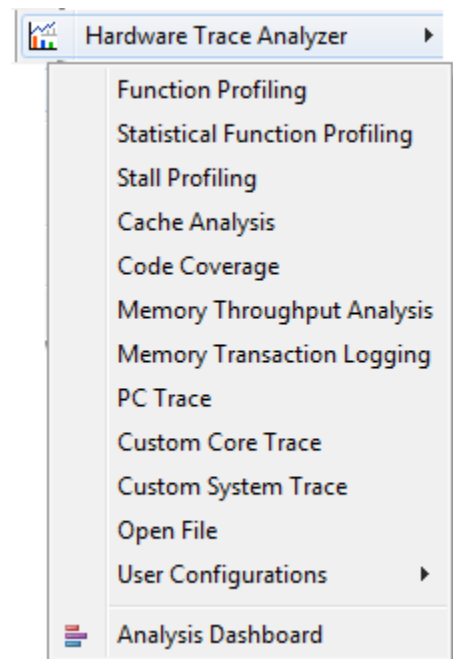 Hardware Trace Analyzer
Function Profiling
Statistical Function Profiling
Stall Profiling
Cache Analysis
Code Coverage
Memory Throughput Analysis
Memory Transaction Logging
PC Trace
Custom Core Trace
Custom System Trace
Open File
User Configurations
Analysis Dashboard